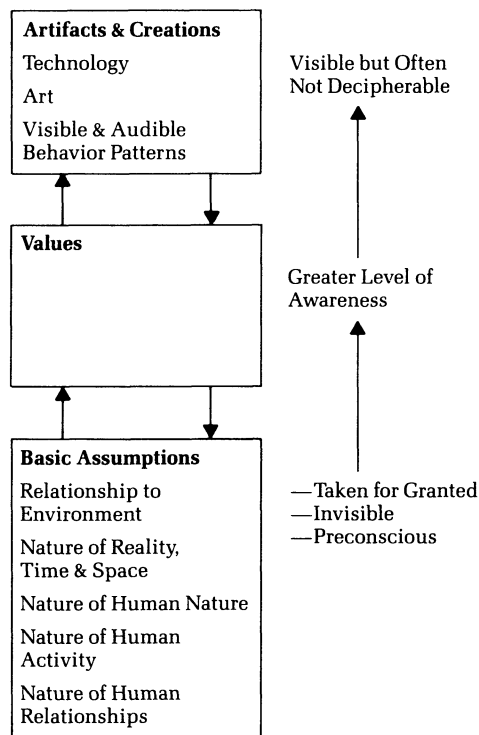 Artifacts & Creations
Technology
Art
Visible & Audible
Behavior Patterns
Visible but Often
Not Decipherable
Values
Greater Level of
Awareness
Basic Assumptions
Relationship to
Environment
Nature of Reality,
Time & Space
Nature of Human Nature
Nature of Human
Activity
Nature of Human
Relationships
—Taken for Granted
—Invisible
—Preconscious